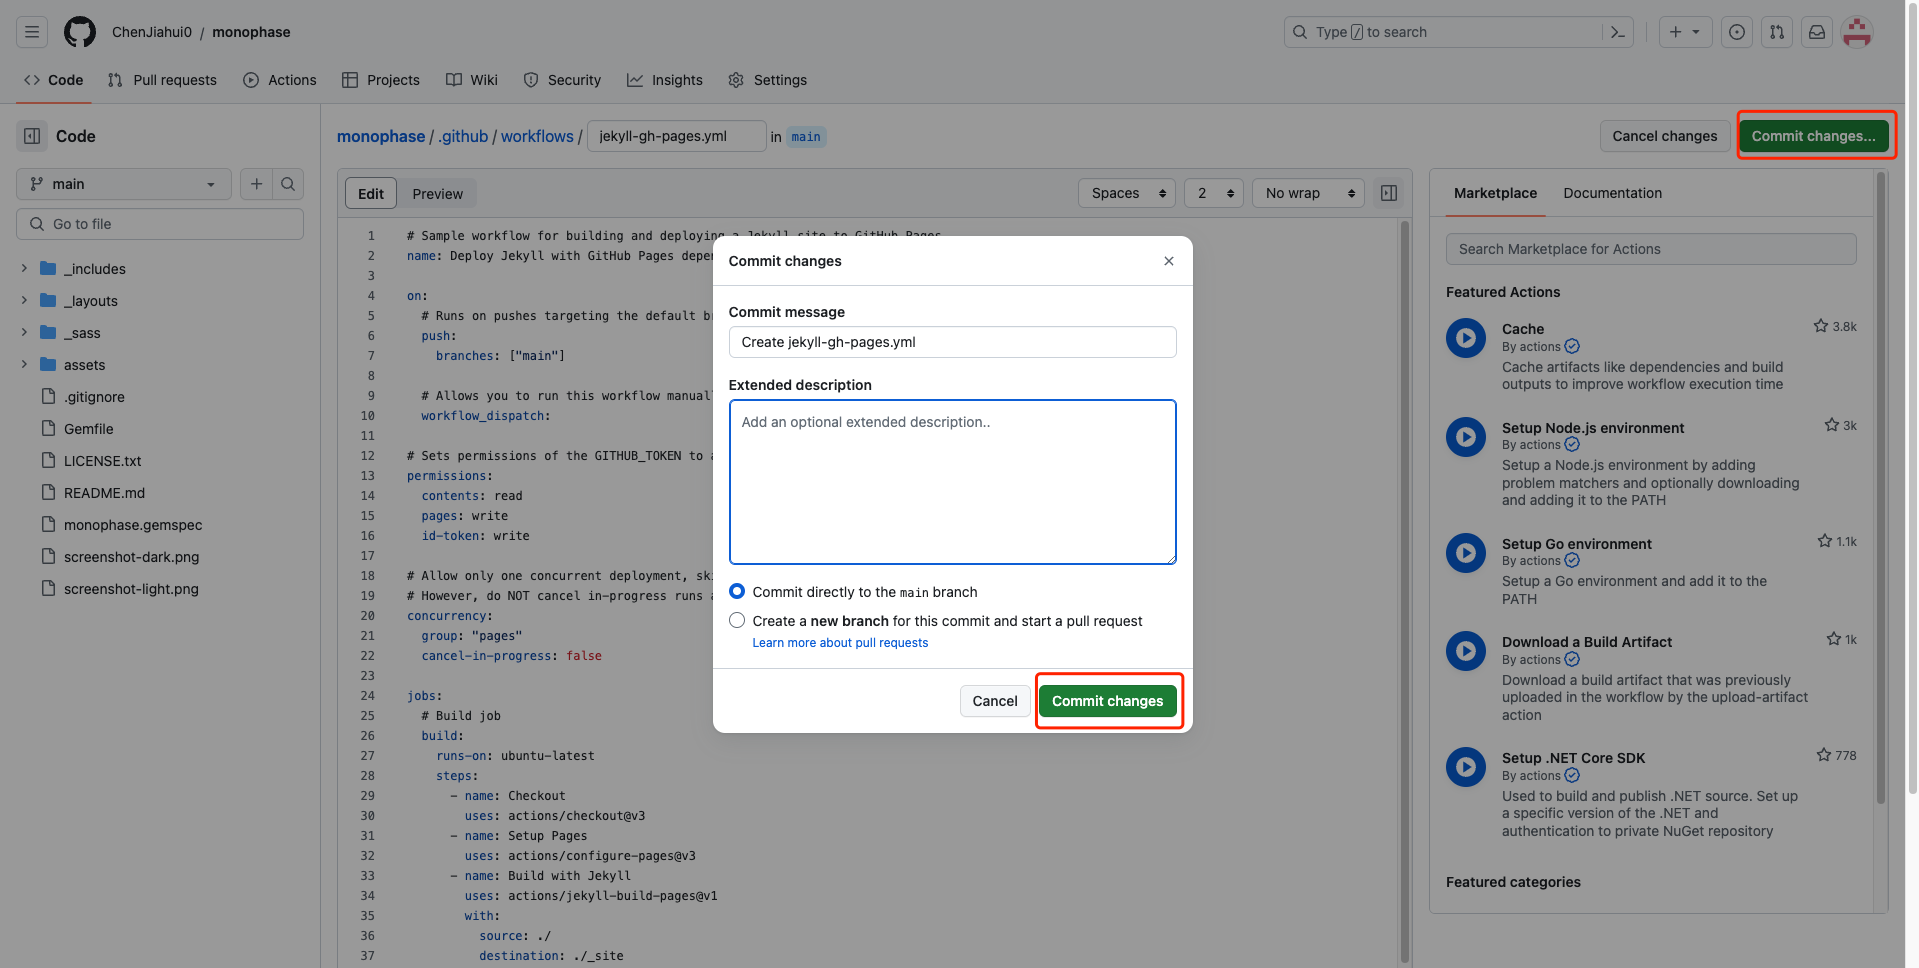 ChenJiahui0 / monophase
Type / to search
Code
Pull requests
Actions
Projects
Wiki
Security
Insights
Settings
Code
main
Go to file
_includes
_layouts
_sass
assets
.gitignore
Gemfile
LICENSE.txt
README.md
monophase.gemspec
screenshot-dark.png
screenshot-light.png
monophase / .github / workflows / jekyll-gh-pages.yml in main
Cancel changes
Commit changes...
Edit
Preview
Spaces
2
No wrap
1 # Sample workflow for building and deploying a Jekyll site to GitHub Pages
2 name: Deploy Jekyll with GitHub Pages depen
3
4 on:
5 # Runs on pushes targeting the default b
6 push:
7 branches: ["main"]
8
9 # Allows you to run this workflow manual
10 workflow_dispatch:
11
12 # Sets permissions of the GITHUB_TOKEN to a
13 permissions:
14 contents: read
15 pages: write
16 id-token: write
17
18 # Allow only one concurrent deployment, sk
19 # However, do NOT cancel in-progress runs
20 concurrency:
21 group: "pages"
22 cancel-in-progress: false
23
24 jobs:
25 # Build job
26 build:
27 runs-on: ubuntu-latest
28 steps:
29 - name: Checkout
30 uses: actions/checkout@v3
31 - name: Setup Pages
32 uses: actions/configure-pages@v3
33 - name: Build with Jekyll
34 uses: actions/jekyll-build-pages@v1
35 with:
36 source: ./
37 destination: ./_site
Commit changes
Commit message
Create jekyll-gh-pages.yml
Extended description
Add an optional extended description..
Commit directly to the main branch
Create a new branch for this commit and start a pull request
Learn more about pull requests
Cancel
Commit changes
Marketplace
Documentation
Search Marketplace for Actions
Featured Actions
Cache
3.8k
By actions
Cache artifacts like dependencies and build
outputs to improve workflow execution time
Setup Node.js environment
3k
By actions
Setup a Node.js environment by adding
problem matchers and optionally downloading
and adding it to the PATH
Setup Go environment
1.1k
By actions
Setup a Go environment and add it to the
PATH
Download a Build Artifact
1k
By actions
Download a build artifact that was previously
uploaded in the workflow by the upload-artifact
action
Setup .NET Core SDK
778
By actions
Used to build and publish .NET source. Set up
a specific version of the .NET and
authentication to private NuGet repository
Featured categories